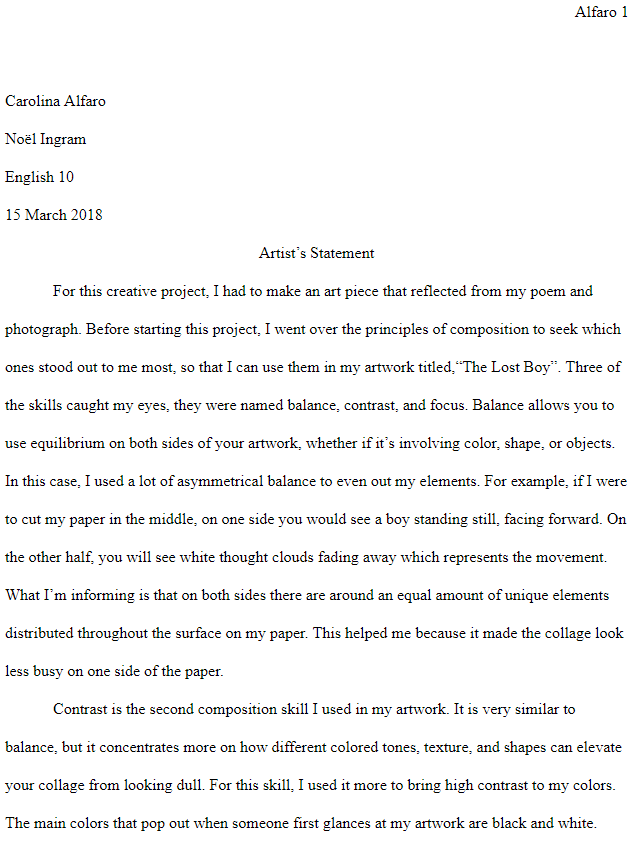 Alfaro 1
Carolina Alfaro
Noël Ingram
English 10
15 March 2018
Artist’s Statement
For this creative project, I had to make an art piece that reflected from my poem and
photograph. Before starting this project, I went over the principles of composition to seek which
ones stood out to me most, so that I can use them in my artwork titled,“The Lost Boy”. Three of
the skills caught my eyes, they were named balance, contrast, and focus. Balance allows you to
use equilibrium on both sides of your artwork, whether if it’s involving color, shape, or objects.
In this case, I used a lot of asymmetrical balance to even out my elements. For example, if I were
to cut my paper in the middle, on one side you would see a boy standing still, facing forward. On
the other half, you will see white thought clouds fading away which represents the movement.
What I’m informing is that on both sides there are around an equal amount of unique elements
distributed throughout the surface on my paper. This helped me because it made the collage look
less busy on one side of the paper.
Contrast is the second composition skill I used in my artwork. It is very similar to
balance, but it concentrates more on how different colored tones, texture, and shapes can elevate
your collage from looking dull. For this skill, I used it more to bring high contrast to my colors.
The main colors that pop out when someone first glances at my artwork are black and white.